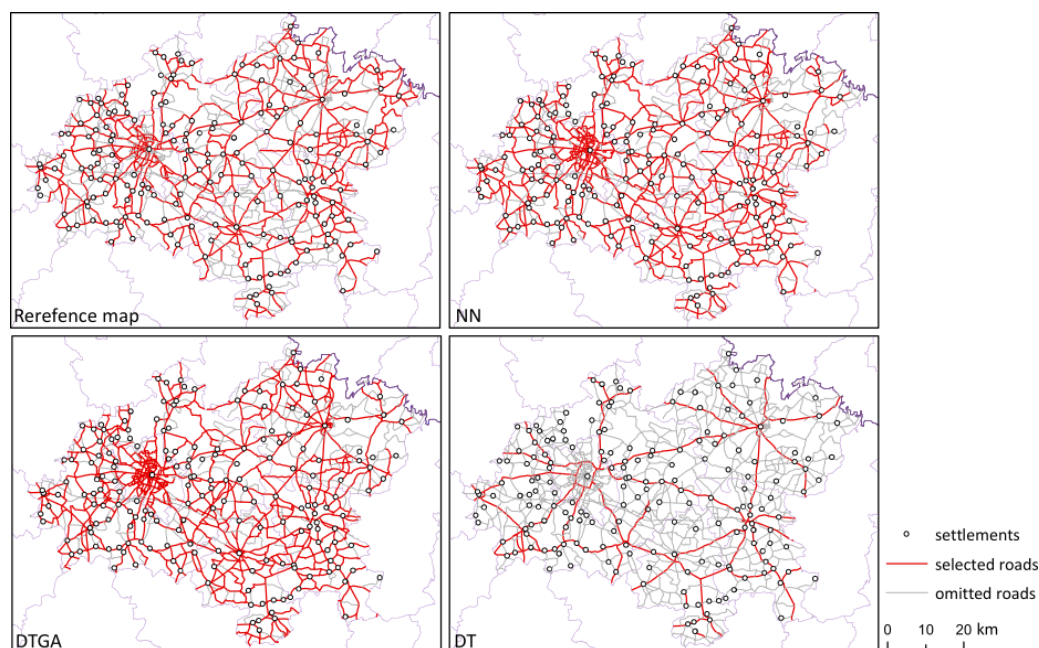 Rerefence map
NN
DTGA
DT
settlements
selected roads
omitted roads
0 10 20 km